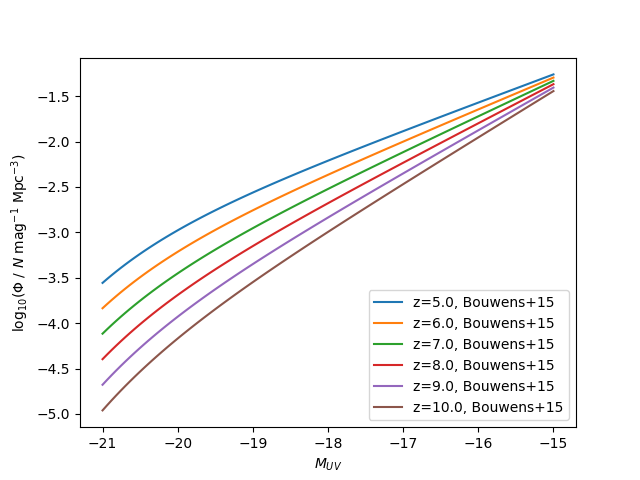 −1.5
−2.0
−2.5
−3.0
−3.5
−4.0
−4.5
−5.0
log₁₀(Φ / N mag⁻¹ Mpc⁻³)
z=5.0, Bouwens+15
z=6.0, Bouwens+15
z=7.0, Bouwens+15
z=8.0, Bouwens+15
z=9.0, Bouwens+15
z=10.0, Bouwens+15
−21 −20 −19 −18 −17 −16 −15
M_{UV}